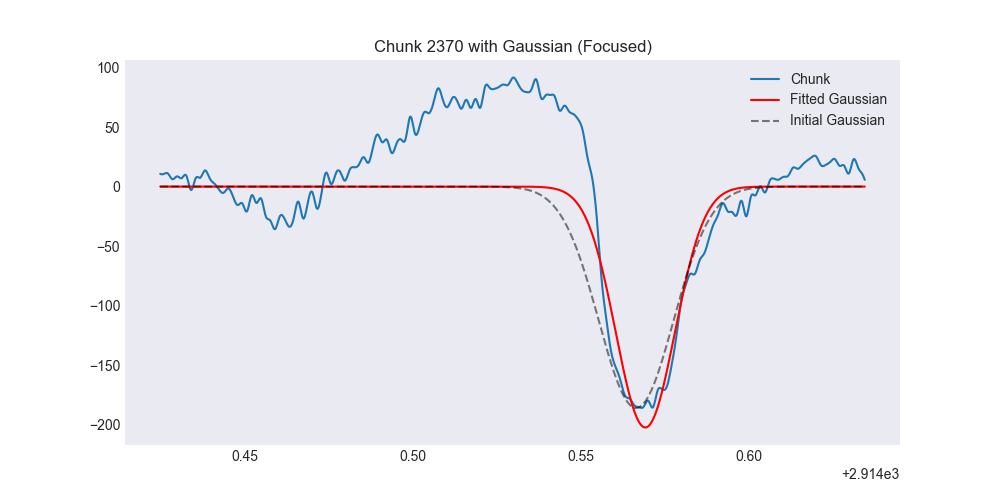 Chunk 2370 with Gaussian (Focused)
100
50
0
−50
−100
−150
−200
Chunk
Fitted Gaussian
Initial Gaussian
0.45 0.50 0.55 0.60
+2.914e3